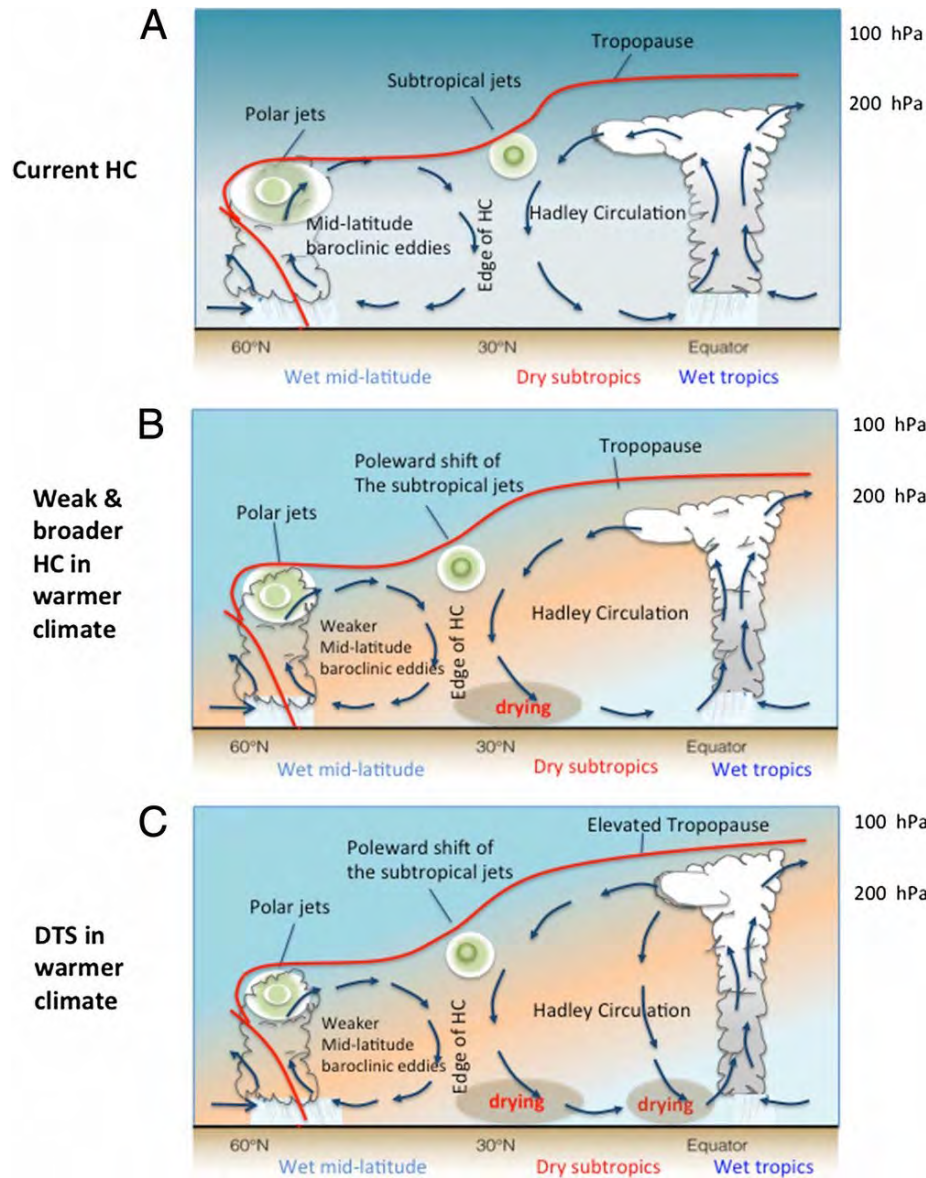 A
100 hPa
Tropopause
Subtropical jets
200 hPa
Polar jets
Current HC
Mid-latitude
baroclinic eddies
Edge of HC
Hadley Circulation
60°N
30°N
Equator
Wet mid-latitude
Dry subtropics
Wet tropics
B
100 hPa
Poleward shift of
The subtropical jets
Tropopause
200 hPa
Weak &
broader
HC in
warmer
climate
Polar jets
Weaker
Mid-latitude
baroclinic eddies
Edge of HC
Hadley Circulation
drying
60°N
30°N
Equator
Wet mid-latitude
Dry subtropics
Wet tropics
C
Elevated Tropopause
100 hPa
Poleward shift of
the subtropical jets
200 hPa
Polar jets
DTS in
warmer
climate
Weaker
Mid-latitude
baroclinic eddies
Edge of HC
Hadley Circulation
drying
drying
60°N
30°N
Equator
Wet mid-latitude
Dry subtropics
Wet tropics